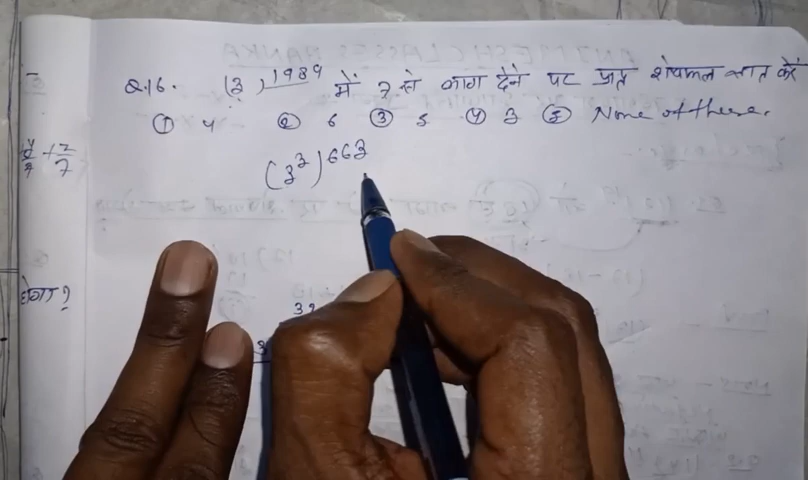 Q.16. (3)^1989 में 7 से भाग देने पर प्राप्त शेषफल ज्ञात करें
① 4 ② 6 ③ 5 ④ 3 ⑤ None of these.
(3^3)^663
होगा?